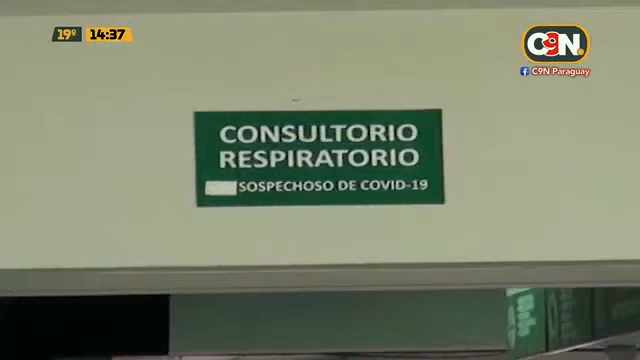 19º 14:37
C9N
C9N Paraguay
CONSULTORIO
RESPIRATORIO
SOSPECHOSO DE COVID-19